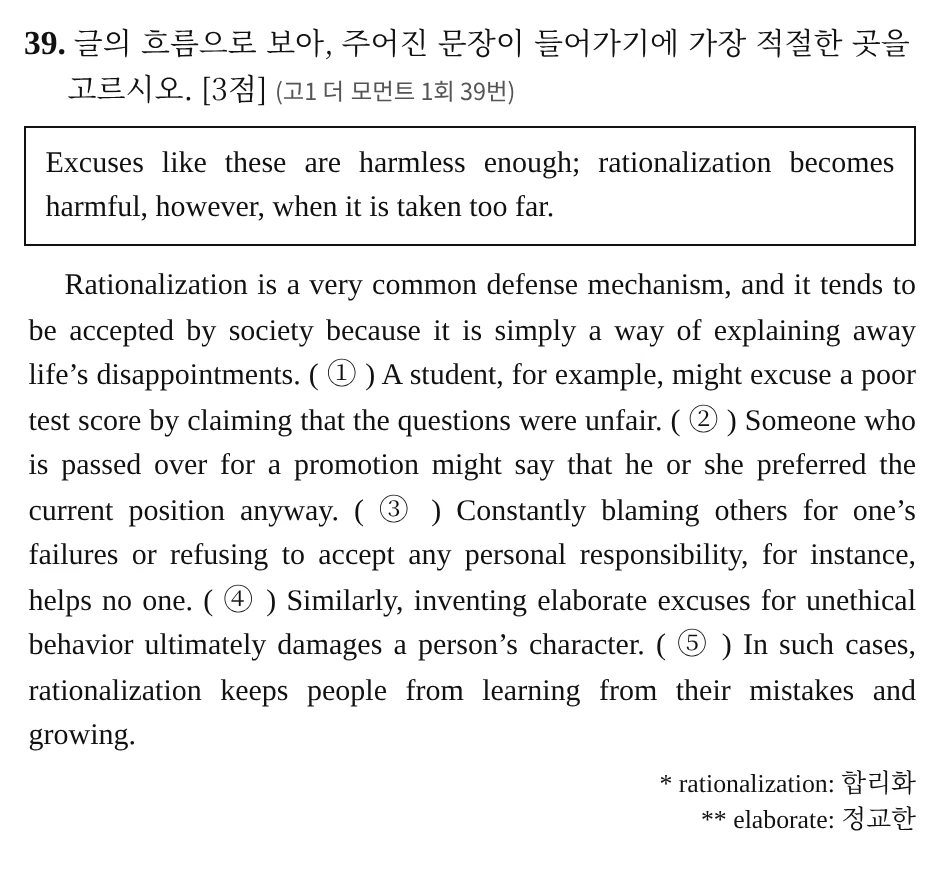 39. 글의 흐름으로 보아, 주어진 문장이 들어가기에 가장 적절한 곳을
고르시오. [3점] (고1 더 모먼트 1회 39번)
Excuses like these are harmless enough; rationalization becomes
harmful, however, when it is taken too far.
Rationalization is a very common defense mechanism, and it tends to
be accepted by society because it is simply a way of explaining away
life’s disappointments. ( ① ) A student, for example, might excuse a poor
test score by claiming that the questions were unfair. ( ② ) Someone who
is passed over for a promotion might say that he or she preferred the
current position anyway. ( ③ ) Constantly blaming others for one’s
failures or refusing to accept any personal responsibility, for instance,
helps no one. ( ④ ) Similarly, inventing elaborate excuses for unethical
behavior ultimately damages a person’s character. ( ⑤ ) In such cases,
rationalization keeps people from learning from their mistakes and
growing.
* rationalization: 합리화
** elaborate: 정교한